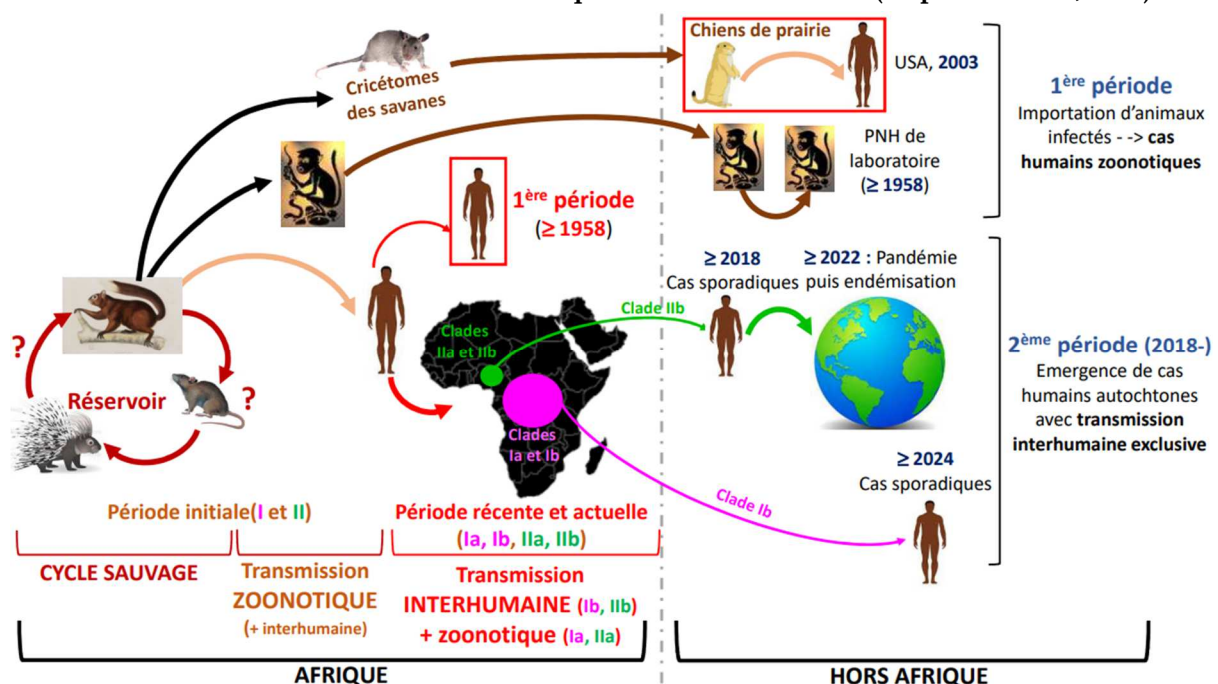 Chiens de prairie
USA, 2003
Cricétomes
des savanes
PNH de
laboratoire
(≥ 1958)
1ère période
Importation d'animaux
infectés - -> cas
humains zoonotiques
1ère période
(≥ 1958)
≥ 2018
Cas sporadiques
≥ 2022 : Pandémie
puis endémisation
Clade IIb
Clades
IIa et IIb
?
Réservoir
?
2ème période (2018-)
Emergence de cas
humains autochtones
avec transmission
interhumaine exclusive
Clades
Ia et Ib
≥ 2024
Cas sporadiques
Clade Ib
Période initiale(I et II)
Période récente et actuelle
(Ia, Ib, IIa, IIb)
CYCLE SAUVAGE
Transmission
ZOONOTIQUE
(+ interhumaine)
Transmission
INTERHUMAINE (Ib, IIb)
+ zoonotique (Ia, IIa)
AFRIQUE
HORS AFRIQUE